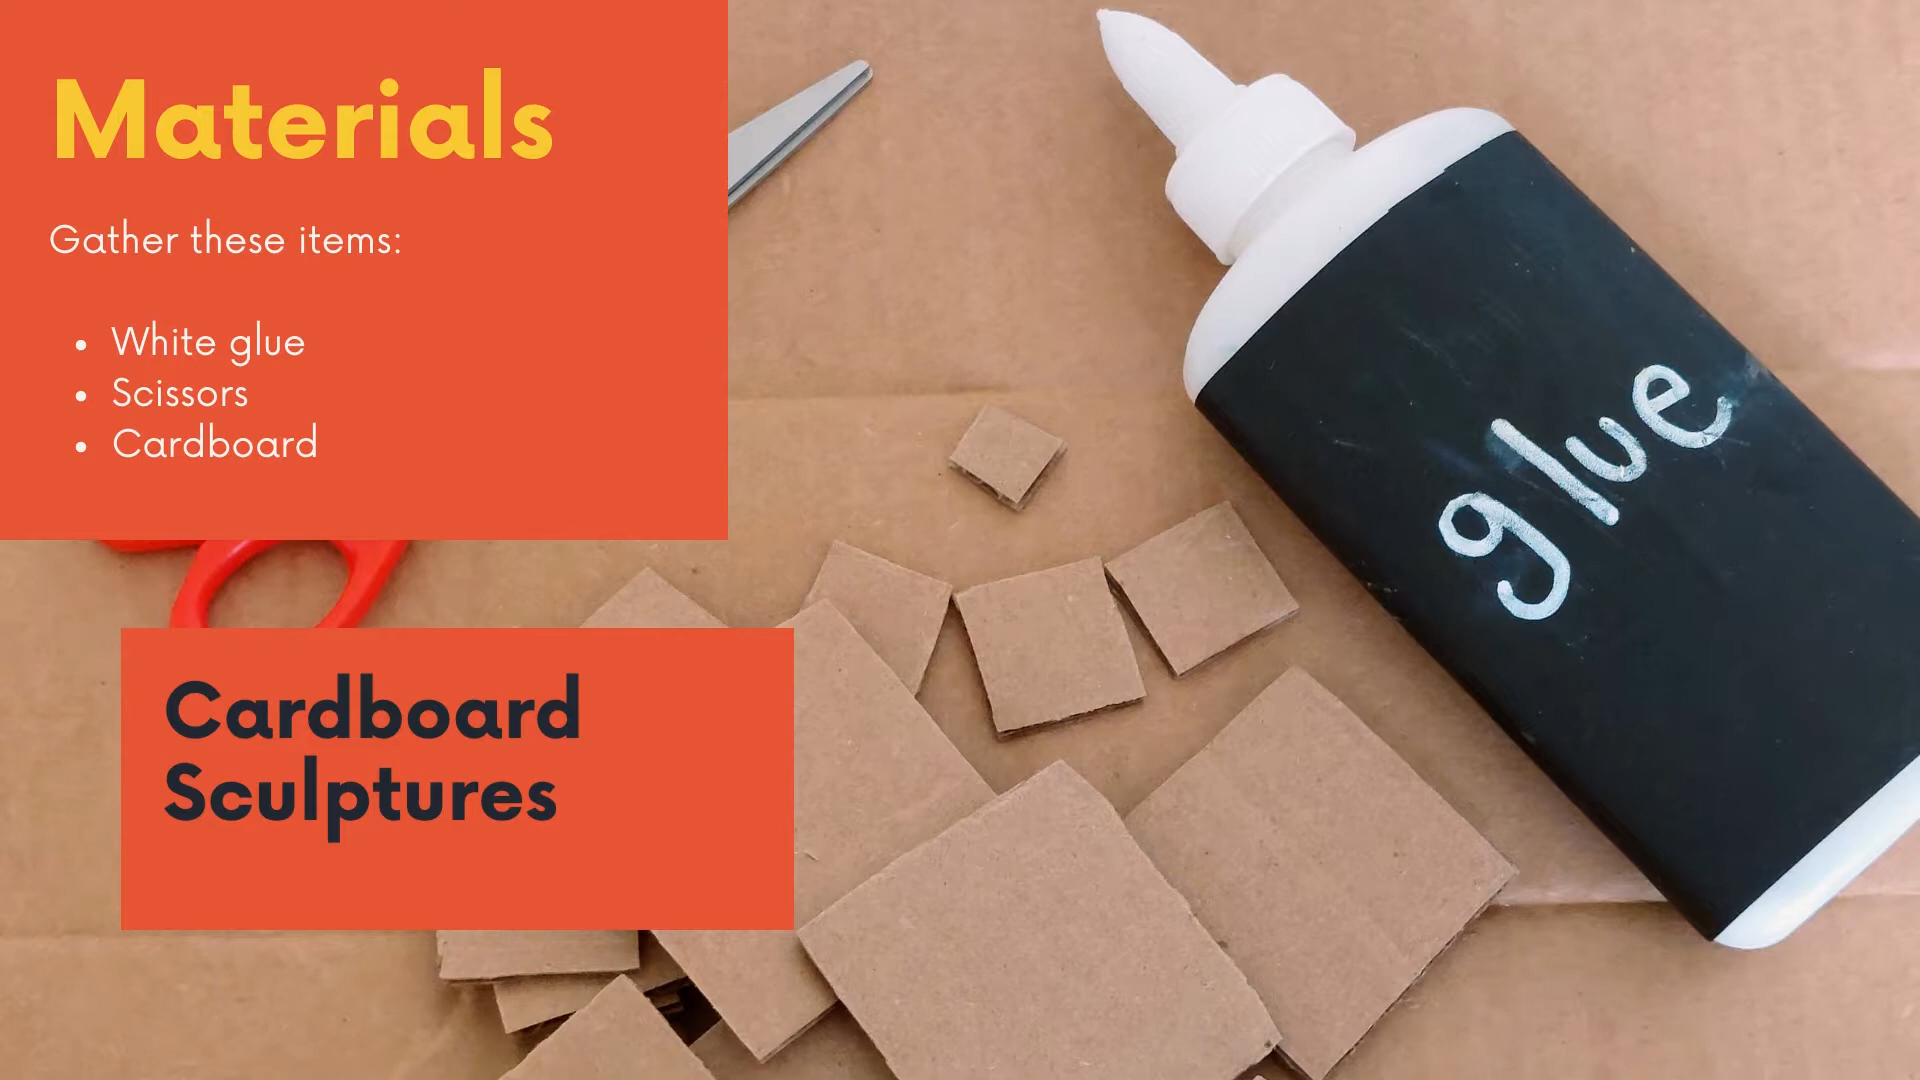 Materials
Gather these items:
• White glue
• Scissors
• Cardboard
Cardboard
Sculptures
glue